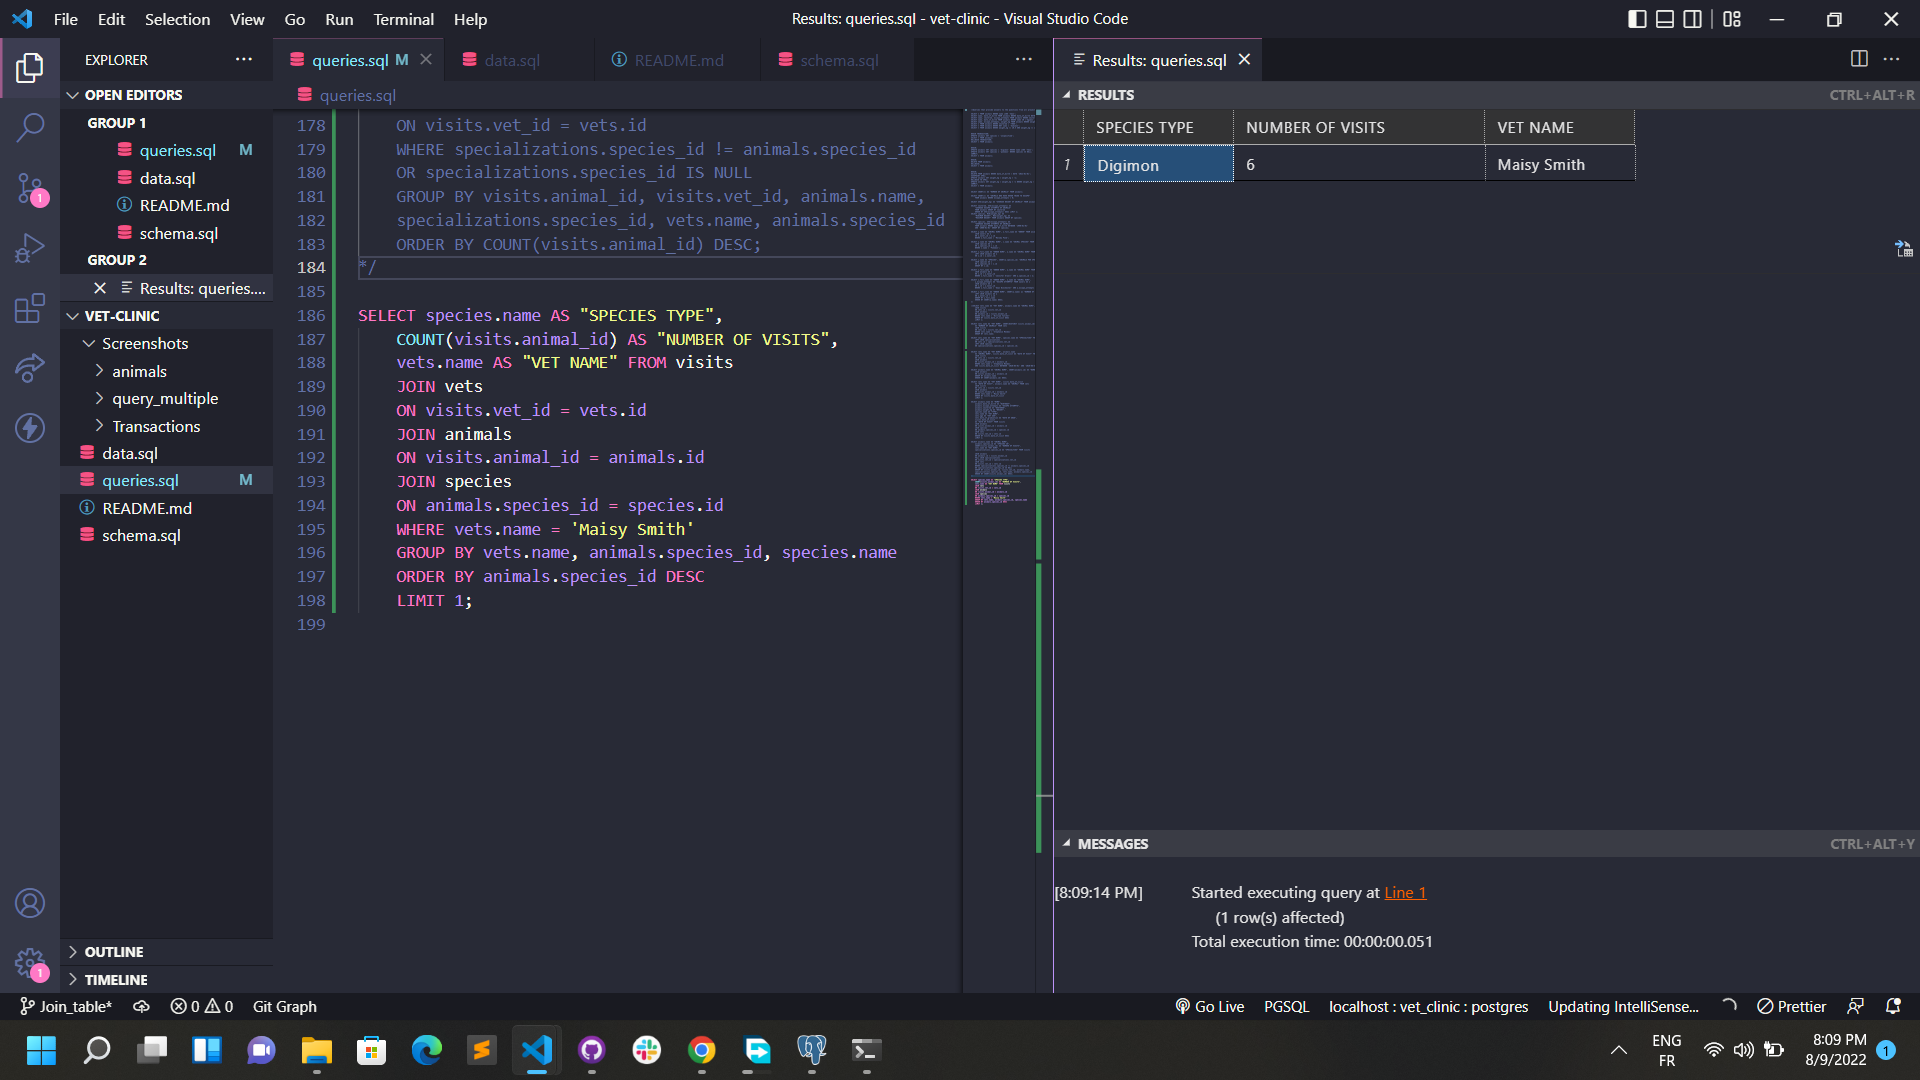 File Edit Selection View Go Run Terminal Help
Results: queries.sql - vet-clinic - Visual Studio Code
EXPLORER
OPEN EDITORS
GROUP 1
queries.sql M
data.sql
README.md
schema.sql
GROUP 2
Results: queries....
VET-CLINIC
Screenshots
animals
query_multiple
Transactions
data.sql
queries.sql M
README.md
schema.sql
OUTLINE
TIMELINE
1
1
queries.sql M data.sql README.md schema.sql
queries.sql
178 ON visits.vet_id = vets.id
179 WHERE specializations.species_id != animals.species_id
180 OR specializations.species_id IS NULL
181 GROUP BY visits.animal_id, visits.vet_id, animals.name,
182 specializations.species_id, vets.name, animals.species_id
183 ORDER BY COUNT(visits.animal_id) DESC;
184 */
185
186 SELECT species.name AS "SPECIES TYPE",
187 COUNT(visits.animal_id) AS "NUMBER OF VISITS",
188 vets.name AS "VET NAME" FROM visits
189 JOIN vets
190 ON visits.vet_id = vets.id
191 JOIN animals
192 ON visits.animal_id = animals.id
193 JOIN species
194 ON animals.species_id = species.id
195 WHERE vets.name = 'Maisy Smith'
196 GROUP BY vets.name, animals.species_id, species.name
197 ORDER BY animals.species_id DESC
198 LIMIT 1;
199
Results: queries.sql
RESULTS CTRL+ALT+R
SPECIES TYPE NUMBER OF VISITS VET NAME
1 Digimon 6 Maisy Smith
MESSAGES CTRL+ALT+Y
[8:09:14 PM] Started executing query at Line 1
(1 row(s) affected)
Total execution time: 00:00:00.051
Join_table* 0 0 Git Graph
Go Live PGSQL localhost : vet_clinic : postgres Updating IntelliSense... Prettier
ENG
FR
8:09 PM
8/9/2022
1